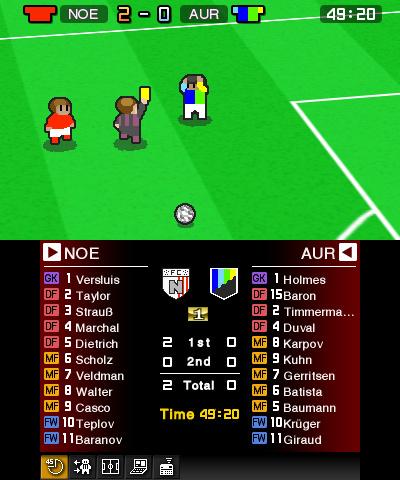 NOE 2 - 0 AUR 49:20
NOE AUR
GK 1 Versluis
DF 2 Taylor
DF 3 Strauß
DF 4 Marchal
DF 5 Dietrich
MF 6 Scholz
MF 7 Veldman
MF 8 Walter
MF 9 Casco
FW 10 Teplov
FW 11 Baranov
FC
N
1
2 1st 0
0 2nd 0
2 Total 0
Time 49:20
GK 1 Holmes
DF 15 Baron
DF 2 Timmerma...
DF 4 Duval
MF 8 Karpov
MF 9 Kuhn
MF 7 Gerritsen
MF 6 Batista
MF 5 Baumann
FW 10 Krüger
FW 11 Giraud
45